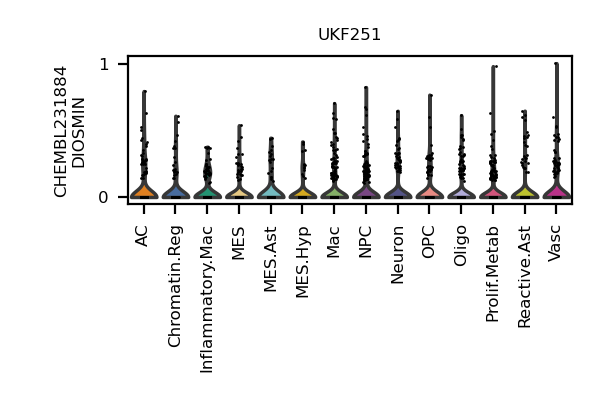 UKF251
CHEMBL231884
DIOSMIN
1
0
AC
Chromatin.Reg
Inflammatory.Mac
MES
MES.Ast
MES.Hyp
Mac
NPC
Neuron
OPC
Oligo
Prolif.Metab
Reactive.Ast
Vasc